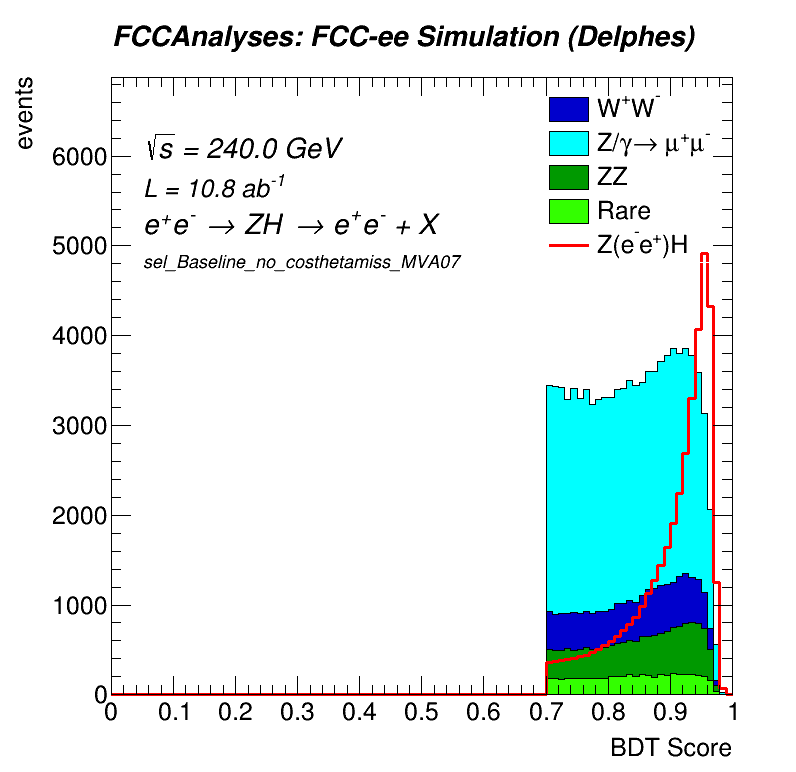 FCCAnalyses: FCC-ee Simulation (Delphes)
events
√s = 240.0 GeV
L = 10.8 ab⁻¹
e⁺e⁻ → ZH → e⁺e⁻ + X
sel_Baseline_no_costhetamiss_MVA07
W⁺W⁻
Z/γ→ μ⁺μ⁻
ZZ
Rare
Z(e⁻e⁺)H
6000
5000
4000
3000
2000
1000
0
0 0.1 0.2 0.3 0.4 0.5 0.6 0.7 0.8 0.9 1
BDT Score